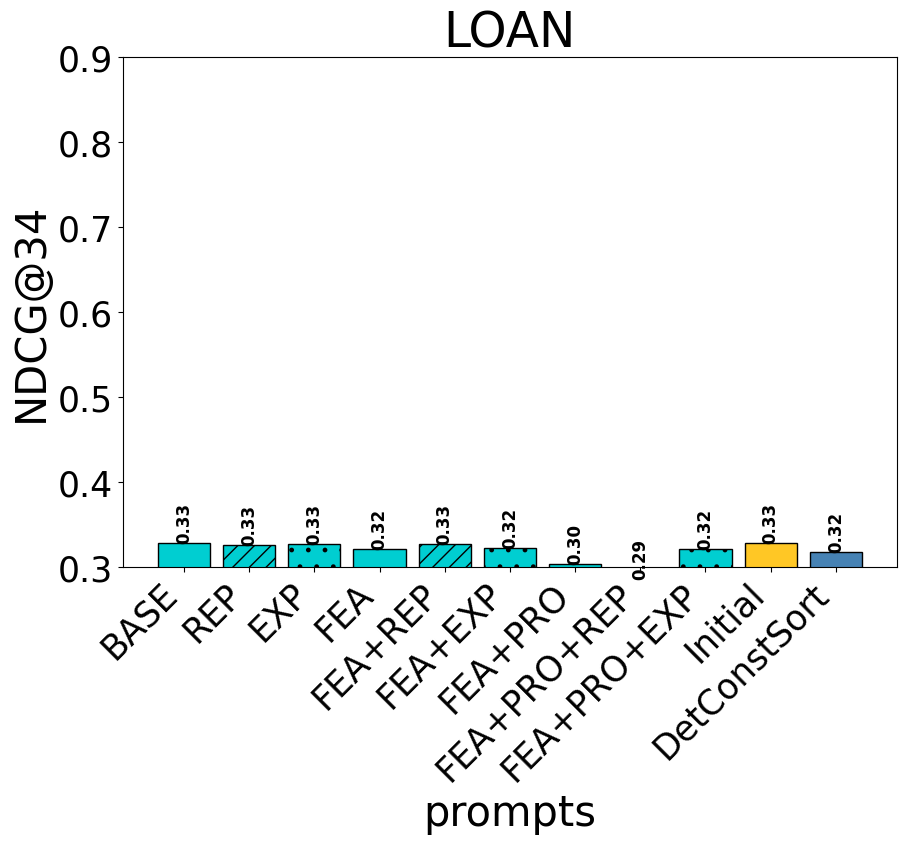 LOAN
NDCG@34
0.9
0.8
0.7
0.6
0.5
0.4
0.3
0.33
0.33
0.33
0.32
0.33
0.32
0.30
0.29
0.32
0.33
0.32
BASE
REP
EXP
FEA
FEA+REP
FEA+EXP
FEA+PRO
FEA+PRO+REP
FEA+PRO+EXP
Initial
DetConstSort
prompts